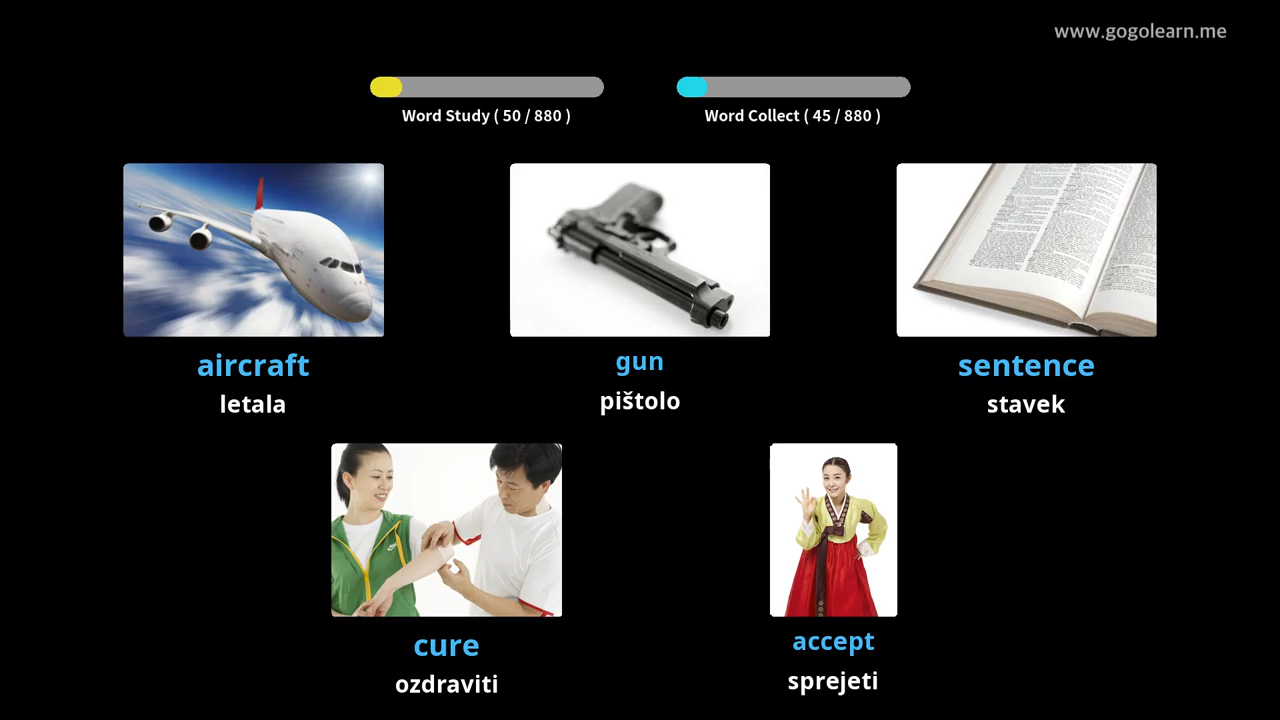 www.gogolearn.me
Word Study ( 50 / 880 )
Word Collect ( 45 / 880 )
aircraft
letala
gun
pištolo
sentence
stavek
cure
ozdraviti
accept
sprejeti